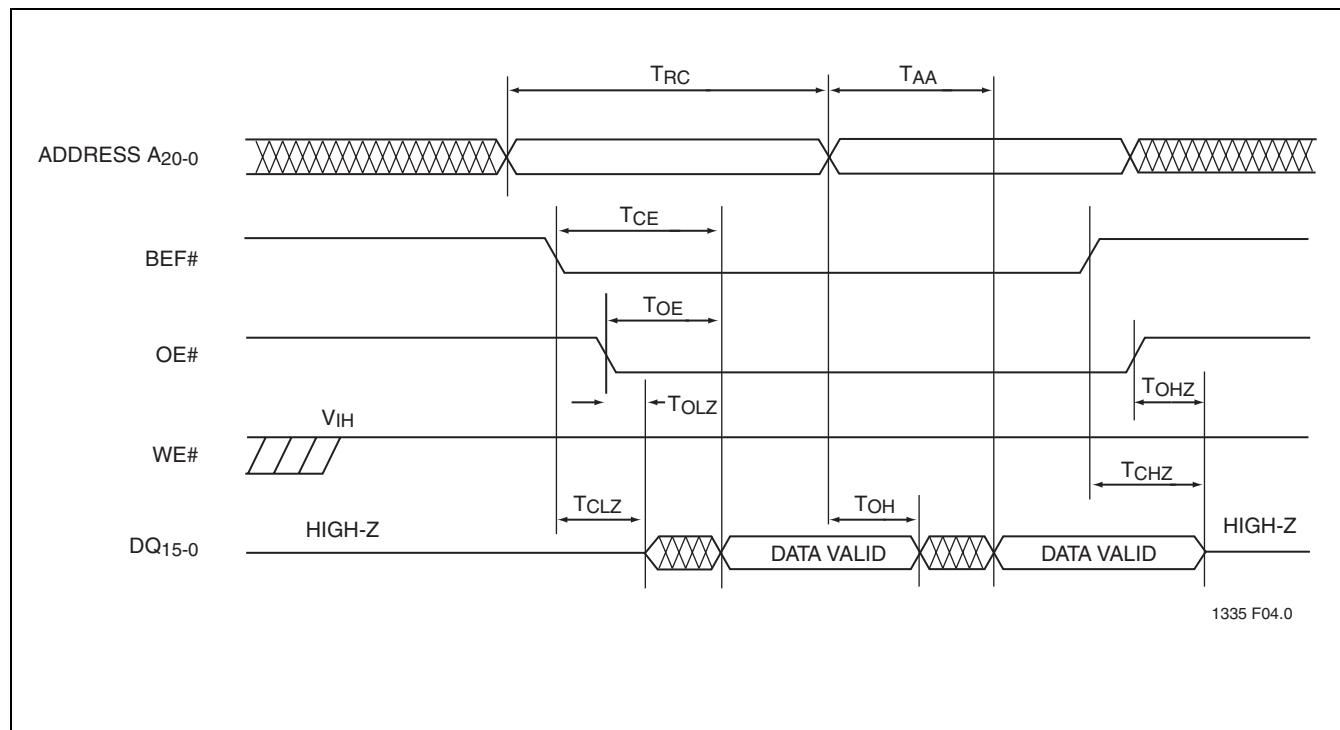 TRC
TAA
ADDRESS A20-0
TCE
BEF#
TOE
OE#
TOLZ
TOHZ
VIH
WE#
TCHZ
TCLZ
TOH
HIGH-Z
HIGH-Z
DQ15-0
DATA VALID
DATA VALID
1335 F04.0